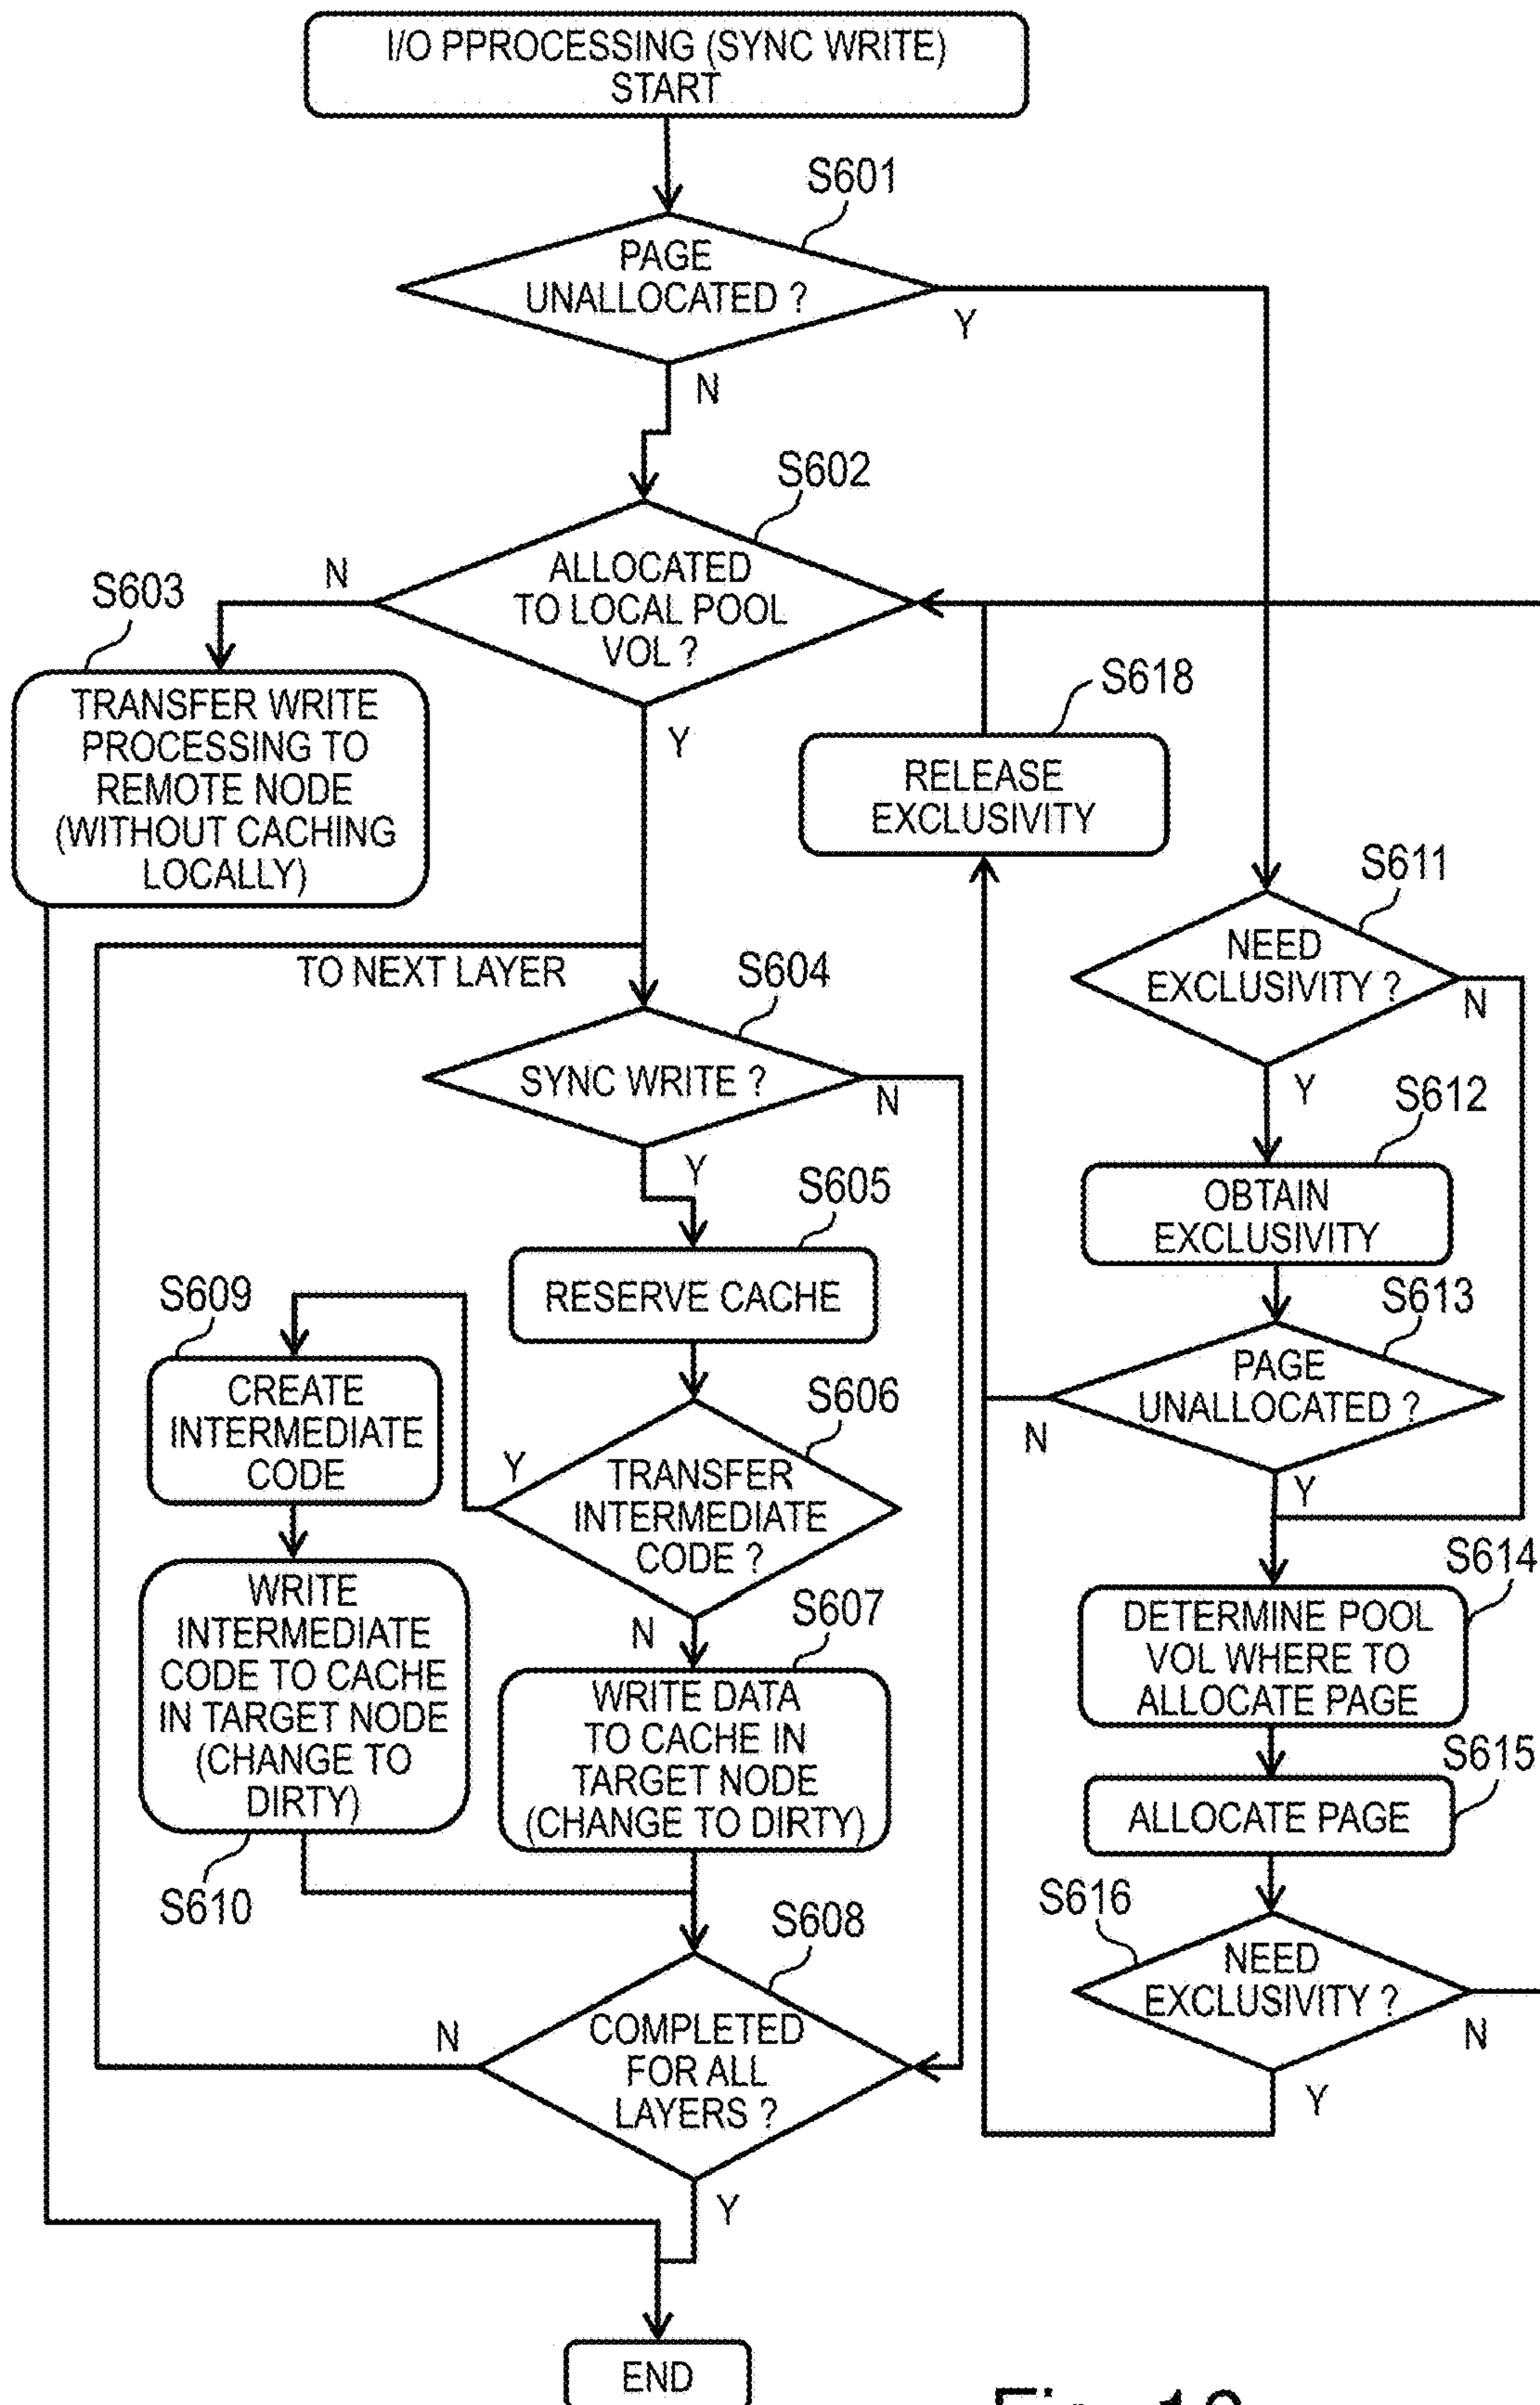 I/O PPROCESSING (SYNC WRITE)
START
S601
PAGE
UNALLOCATED ?
Y
N
S602
ALLOCATED
TO LOCAL POOL
VOL ?
N
Y
S603
TRANSFER WRITE
PROCESSING TO
REMOTE NODE
(WITHOUT CACHING
LOCALLY)
S618
RELEASE
EXCLUSIVITY
TO NEXT LAYER
S604
SYNC WRITE ?
N
Y
S605
RESERVE CACHE
S606
TRANSFER
INTERMEDIATE
CODE ?
Y
N
S609
CREATE
INTERMEDIATE
CODE
WRITE
INTERMEDIATE
CODE TO CACHE
IN TARGET NODE
(CHANGE TO
DIRTY)
S610
S607
WRITE DATA
TO CACHE IN
TARGET NODE
(CHANGE TO DIRTY)
S608
COMPLETED
FOR ALL
LAYERS ?
N
Y
S611
NEED
EXCLUSIVITY ?
N
Y
S612
OBTAIN
EXCLUSIVITY
S613
PAGE
UNALLOCATED ?
N
Y
S614
DETERMINE POOL
VOL WHERE TO
ALLOCATE PAGE
S615
ALLOCATE PAGE
S616
NEED
EXCLUSIVITY ?
N
Y
END